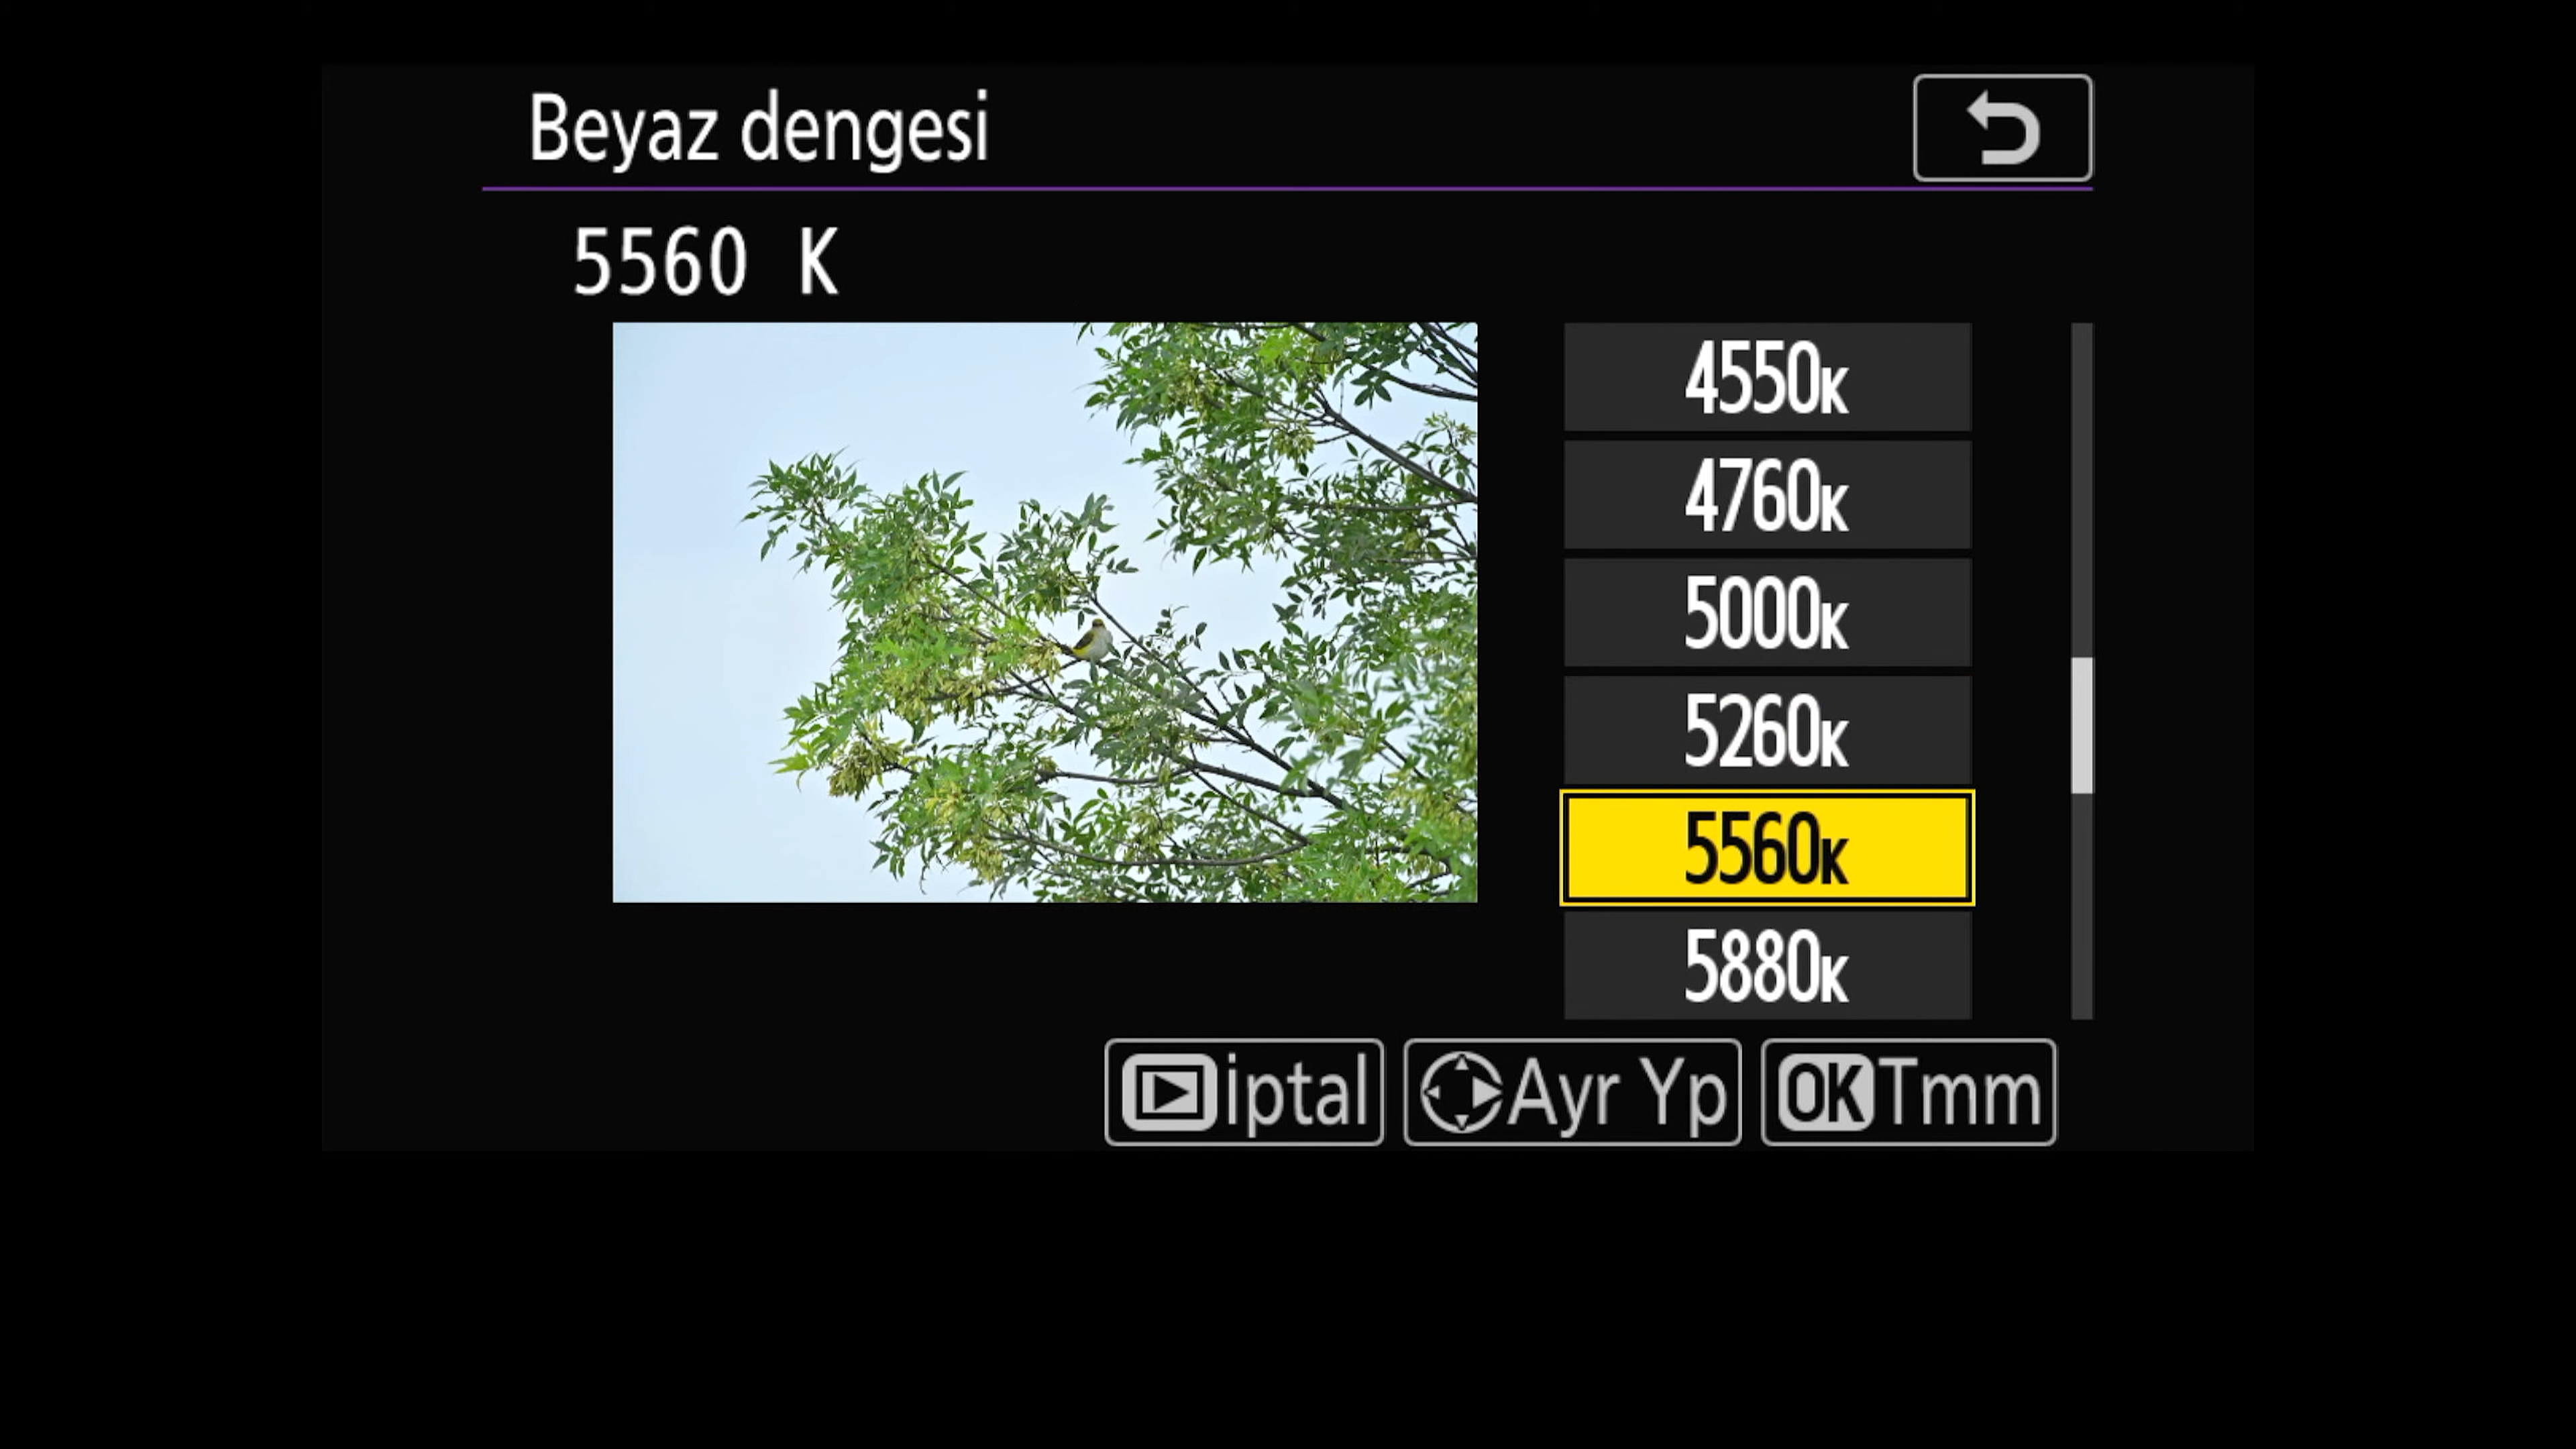 Beyaz dengesi
5560 K
4550K
4760K
5000K
5260K
5560K
5880K
iptal
Ayr Yp
OK Tmm